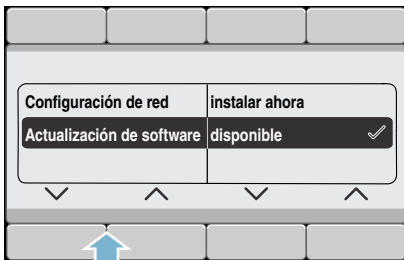 Configuración de red instalar ahora
Actualización de software disponible